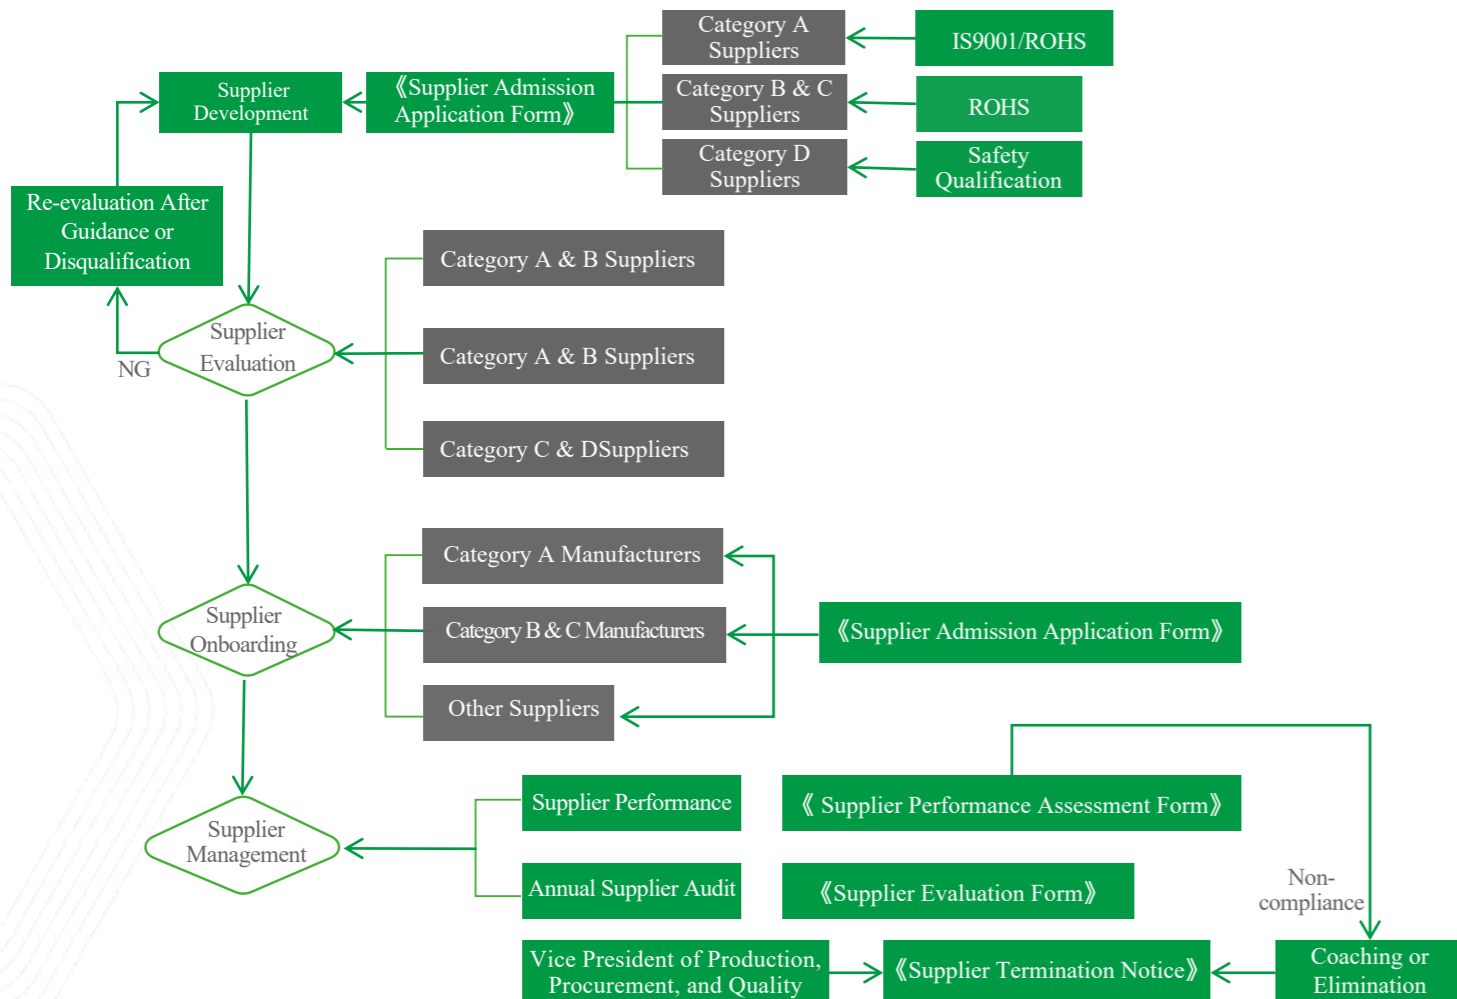 Category A
Suppliers
IS9001/ROHS
Supplier
Development
《Supplier Admission
Application Form》
Category B & C
Suppliers
ROHS
Category D
Suppliers
Safety
Qualification
Re-evaluation After
Guidance or
Disqualification
Category A & B Suppliers
Supplier
Evaluation
NG
Category A & B Suppliers
Category C & DSuppliers
Category A Manufacturers
Supplier
Onboarding
Category B & C Manufacturers
《Supplier Admission Application Form》
Other Suppliers
Supplier Performance
《 Supplier Performance Assessment Form》
Supplier
Management
Annual Supplier Audit
《Supplier Evaluation Form》
Non-
compliance
Vice President of Production,
Procurement, and Quality
《Supplier Termination Notice》
Coaching or
Elimination